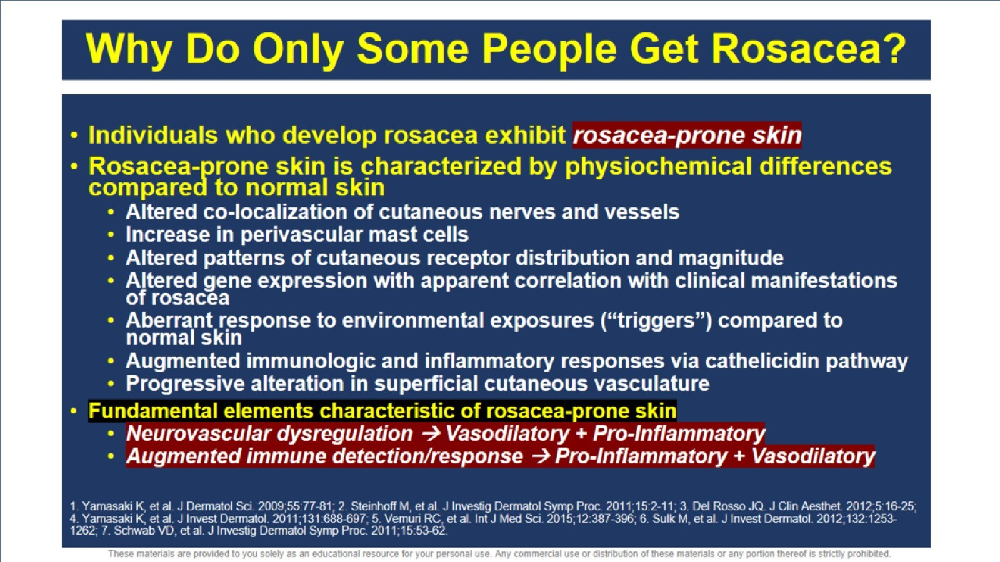 Why Do Only Some People Get Rosacea?
• Individuals who develop rosacea exhibit rosacea-prone skin
• Rosacea-prone skin is characterized by physiochemical differences
compared to normal skin
• Altered co-localization of cutaneous nerves and vessels
• Increase in perivascular mast cells
• Altered patterns of cutaneous receptor distribution and magnitude
• Altered gene expression with apparent correlation with clinical manifestations
of rosacea
• Aberrant response to environmental exposures (“triggers”) compared to
normal skin
• Augmented immunologic and inflammatory responses via cathelicidin pathway
• Progressive alteration in superficial cutaneous vasculature
• Fundamental elements characteristic of rosacea-prone skin
• Neurovascular dysregulation → Vasodilatory + Pro-Inflammatory
• Augmented immune detection/response → Pro-Inflammatory + Vasodilatory
1. Yamasaki K, et al. J Dermatol Sci. 2009;55:77-81; 2. Steinhoff M, et al. J Investig Dermatol Symp Proc. 2011;15:2-11; 3. Del Rosso JQ. J Clin Aesthet. 2012;5:16-25;
4. Yamasaki K, et al. J Invest Dermatol. 2011;131:688-697; 5. Vemuri RC, et al. Int J Med Sci. 2015;12:387-396; 6. Sulk M, et al. J Invest Dermatol. 2012;132:1253-
1262; 7. Schwab VD, et al. J Investig Dermatol Symp Proc. 2011;15:53-62.
These materials are provided to you solely as an educational resource for your personal use. Any commercial use or distribution of these materials or any portion thereof is strictly prohibited.